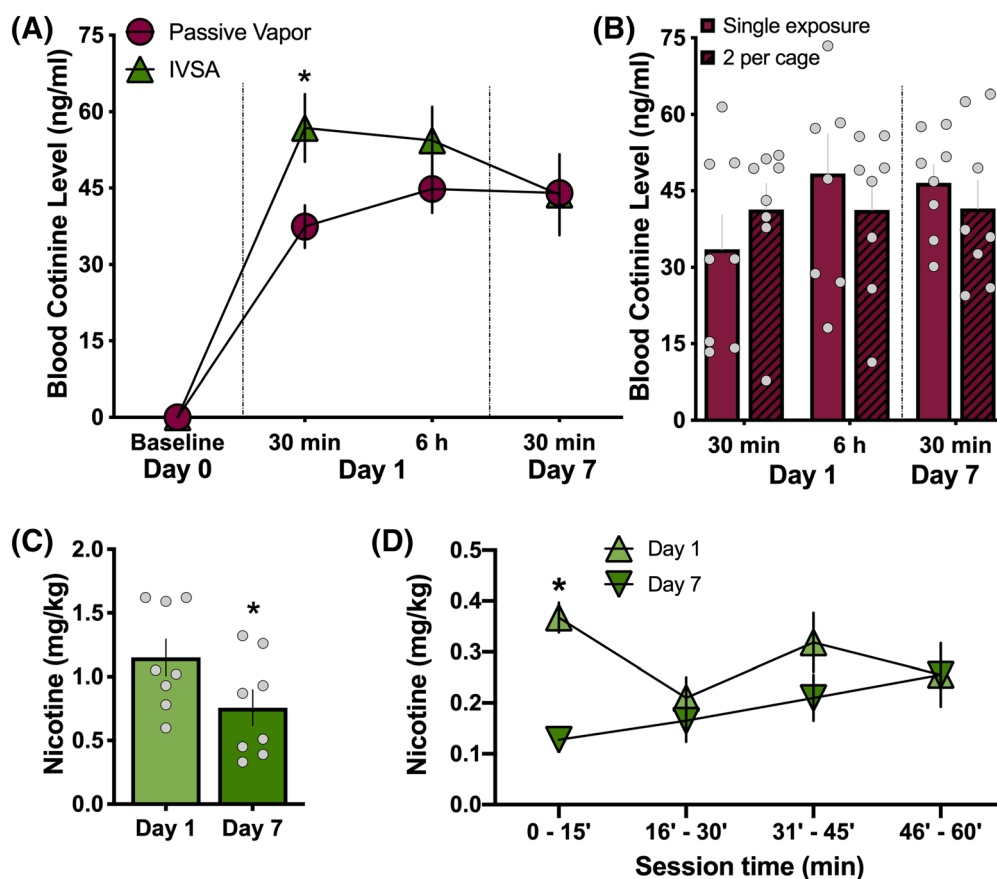 (A)
Passive Vapor
IVSA
*
Blood Cotinine Level (ng/ml)
75
60
45
30
15
0
Baseline 30 min 6 h 30 min
Day 0 Day 1 Day 7
(B)
Single exposure
2 per cage
Blood Cotinine Level (ng/ml)
75
60
45
30
15
0
30 min 6 h 30 min
Day 1 Day 7
(C)
*
Nicotine (mg/kg)
2.0
1.5
1.0
0.5
0.0
Day 1 Day 7
(D)
Day 1
Day 7
*
Nicotine (mg/kg)
0.5
0.4
0.3
0.2
0.1
0.0
0 - 15' 16' - 30' 31' - 45' 46' - 60'
Session time (min)